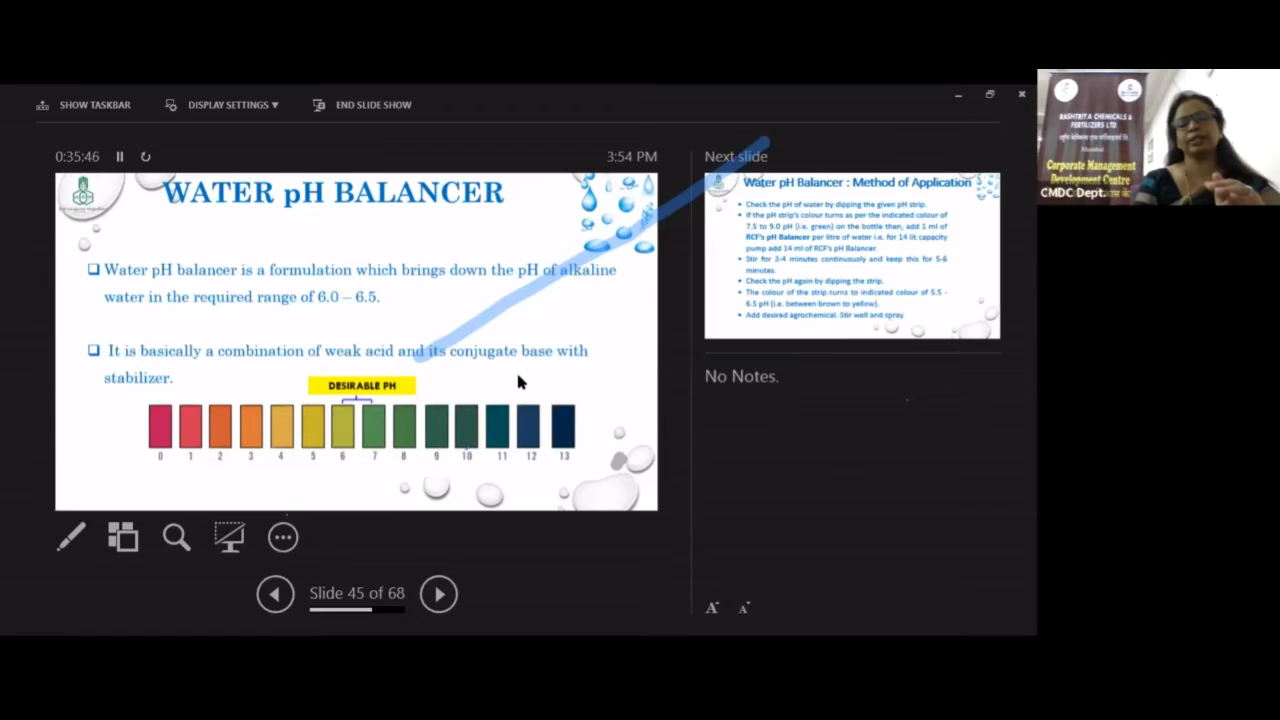 SHOW TASKBAR
DISPLAY SETTINGS ▼
END SLIDE SHOW
0:35:46
3:54 PM
WATER pH BALANCER
❑ Water pH balancer is a formulation which brings down the pH of alkaline
water in the required range of 6.0 – 6.5.
❑ It is basically a combination of weak acid and its conjugate base with
stabilizer.
DESIRABLE PH
0 1 2 3 4 5 6 7 8 9 10 11 12 13
Slide 45 of 68
Next slide
Water pH Balancer : Method of Application
• Check the pH of water by dipping the given pH strip.
• If the pH strip's colour turns as per the indicated colour of
7.5 to 9.0 pH (i.e. green) on the bottle then, add 1 ml of
RCF's pH Balancer per litre of water i.e. for 14 lit capacity
pump add 14 ml of RCF's pH Balancer.
• Stir for 3-4 minutes continuously and keep this for 5-6
minutes.
• Check the pH again by dipping the strip.
• The colour of the strip turns to indicated colour of 5.5 -
6.5 pH (i.e. between brown to yellow).
• Add desired agrochemical. Stir well and spray.
No Notes.
A A
RASHTRIYA CHEMICALS &
FERTILIZERS LTD
Mumbai
Corporate Management
Development Centre
CMDC Dept.